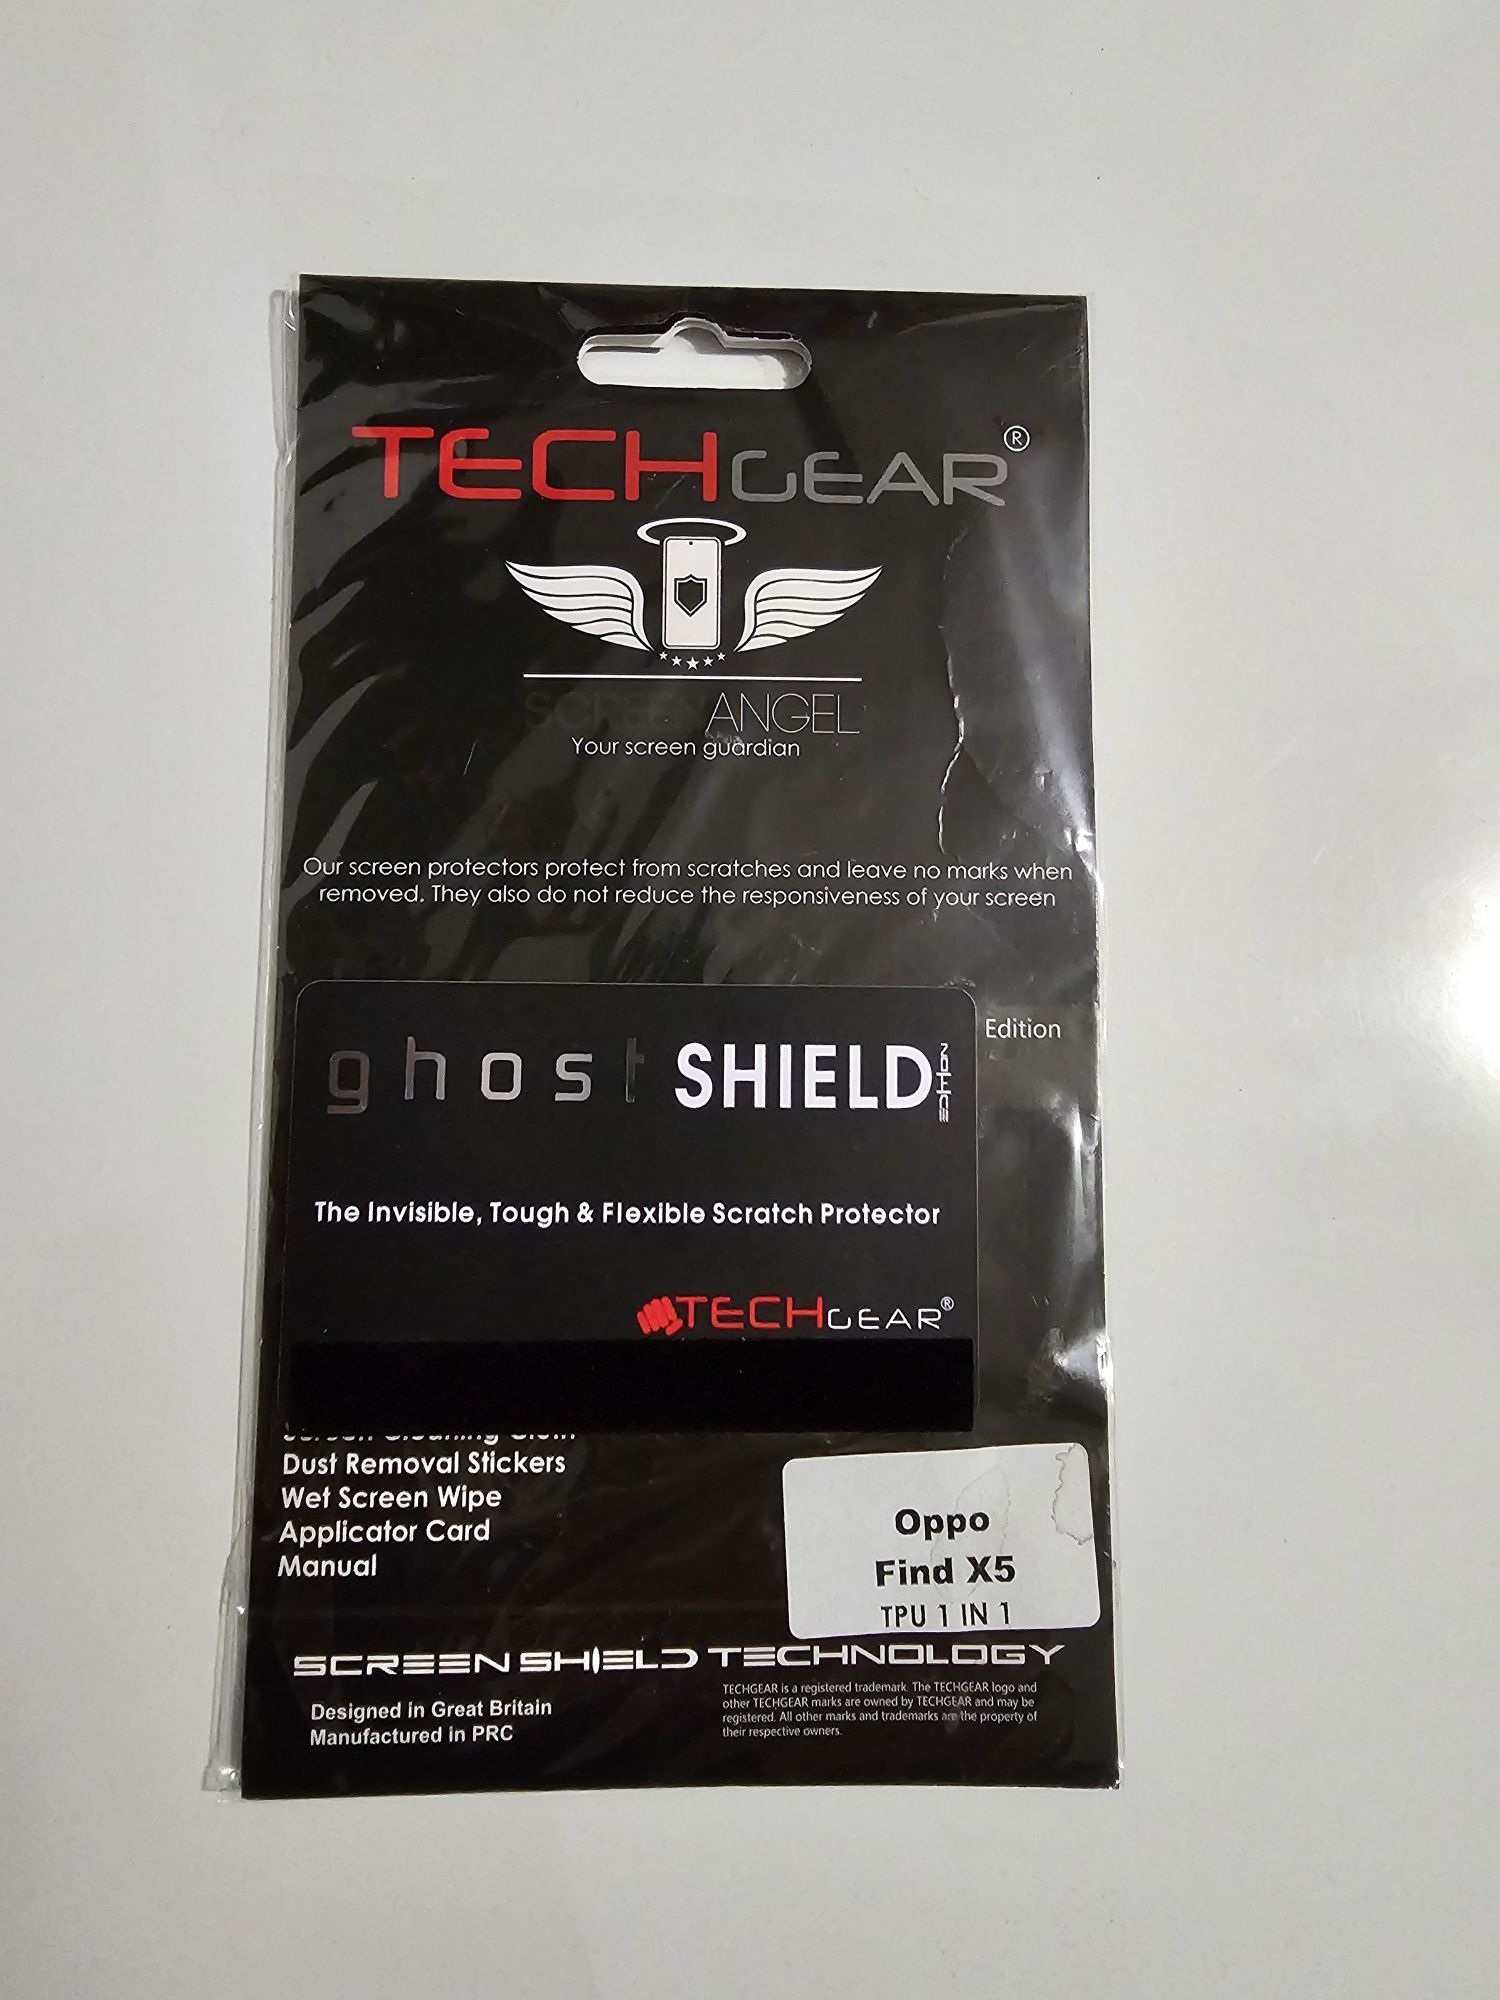 TECHGEAR®
SCREENANGEL
Your screen guardian
Our screen protectors protect from scratches and leave no marks when
removed. They also do not reduce the responsiveness of your screen
Edition
ghost SHIELD
The Invisible, Tough & Flexible Scratch Protector
TECHGEAR®
Screen Cleaning Cloth
Dust Removal Stickers
Wet Screen Wipe
Applicator Card
Manual
Oppo
Find X5
TPU 1 IN 1
SCREEN SHIELD TECHNOLOGY
Designed in Great Britain
Manufactured in PRC
TECHGEAR is a registered trademark. The TECHGEAR logo and
other TECHGEAR marks are owned by TECHGEAR and may be
registered. All other marks and trademarks are the property of
their respective owners.